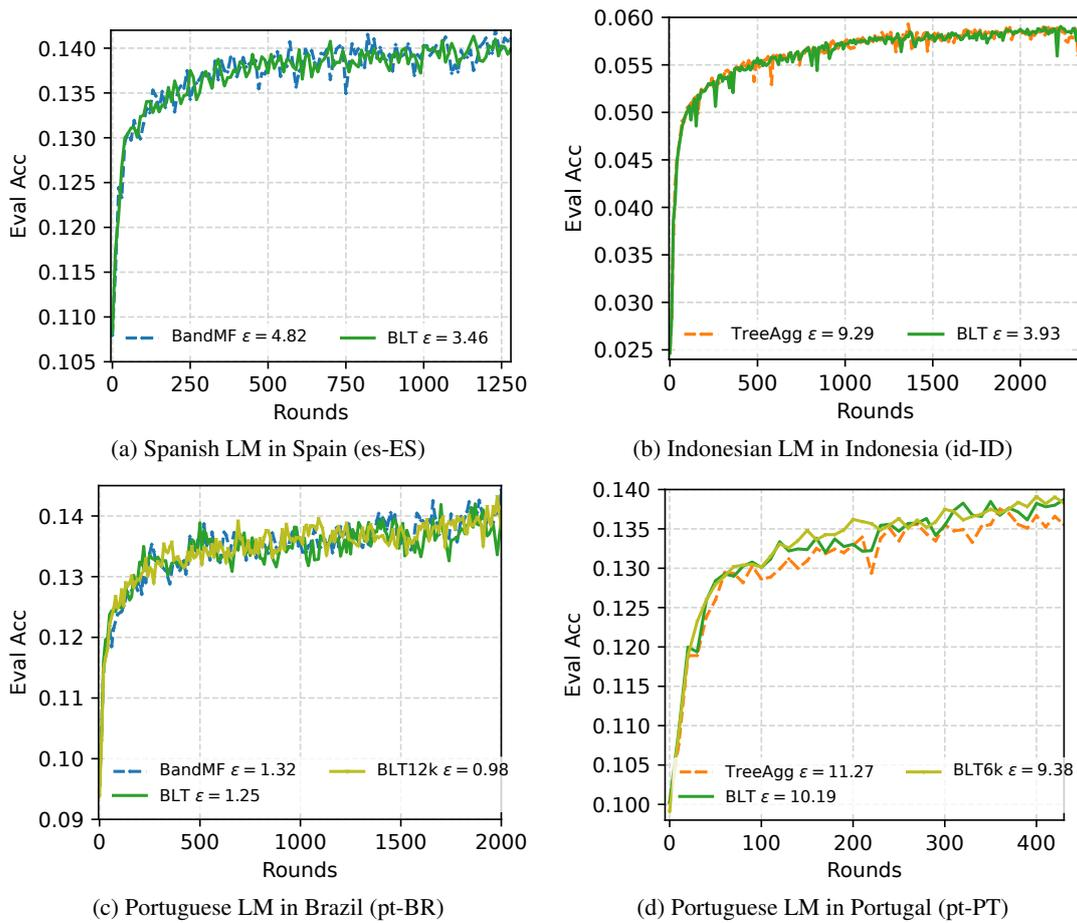 0.140
0.135
0.130
0.125
0.120
0.115
0.110
0.105
Eval Acc
BandMF ε = 4.82
BLT ε = 3.46
0 250 500 750 1000 1250
Rounds
(a) Spanish LM in Spain (es-ES)
0.060
0.055
0.050
0.045
0.040
0.035
0.030
0.025
Eval Acc
TreeAgg ε = 9.29
BLT ε = 3.93
0 500 1000 1500 2000
Rounds
(b) Indonesian LM in Indonesia (id-ID)
0.14
0.13
0.12
0.11
0.10
0.09
Eval Acc
BandMF ε = 1.32
BLT12k ε = 0.98
BLT ε = 1.25
0 500 1000 1500 2000
Rounds
(c) Portuguese LM in Brazil (pt-BR)
0.140
0.135
0.130
0.125
0.120
0.115
0.110
0.105
0.100
Eval Acc
TreeAgg ε = 11.27
BLT6k ε = 9.38
BLT ε = 10.19
0 100 200 300 400
Rounds
(d) Portuguese LM in Portugal (pt-PT)